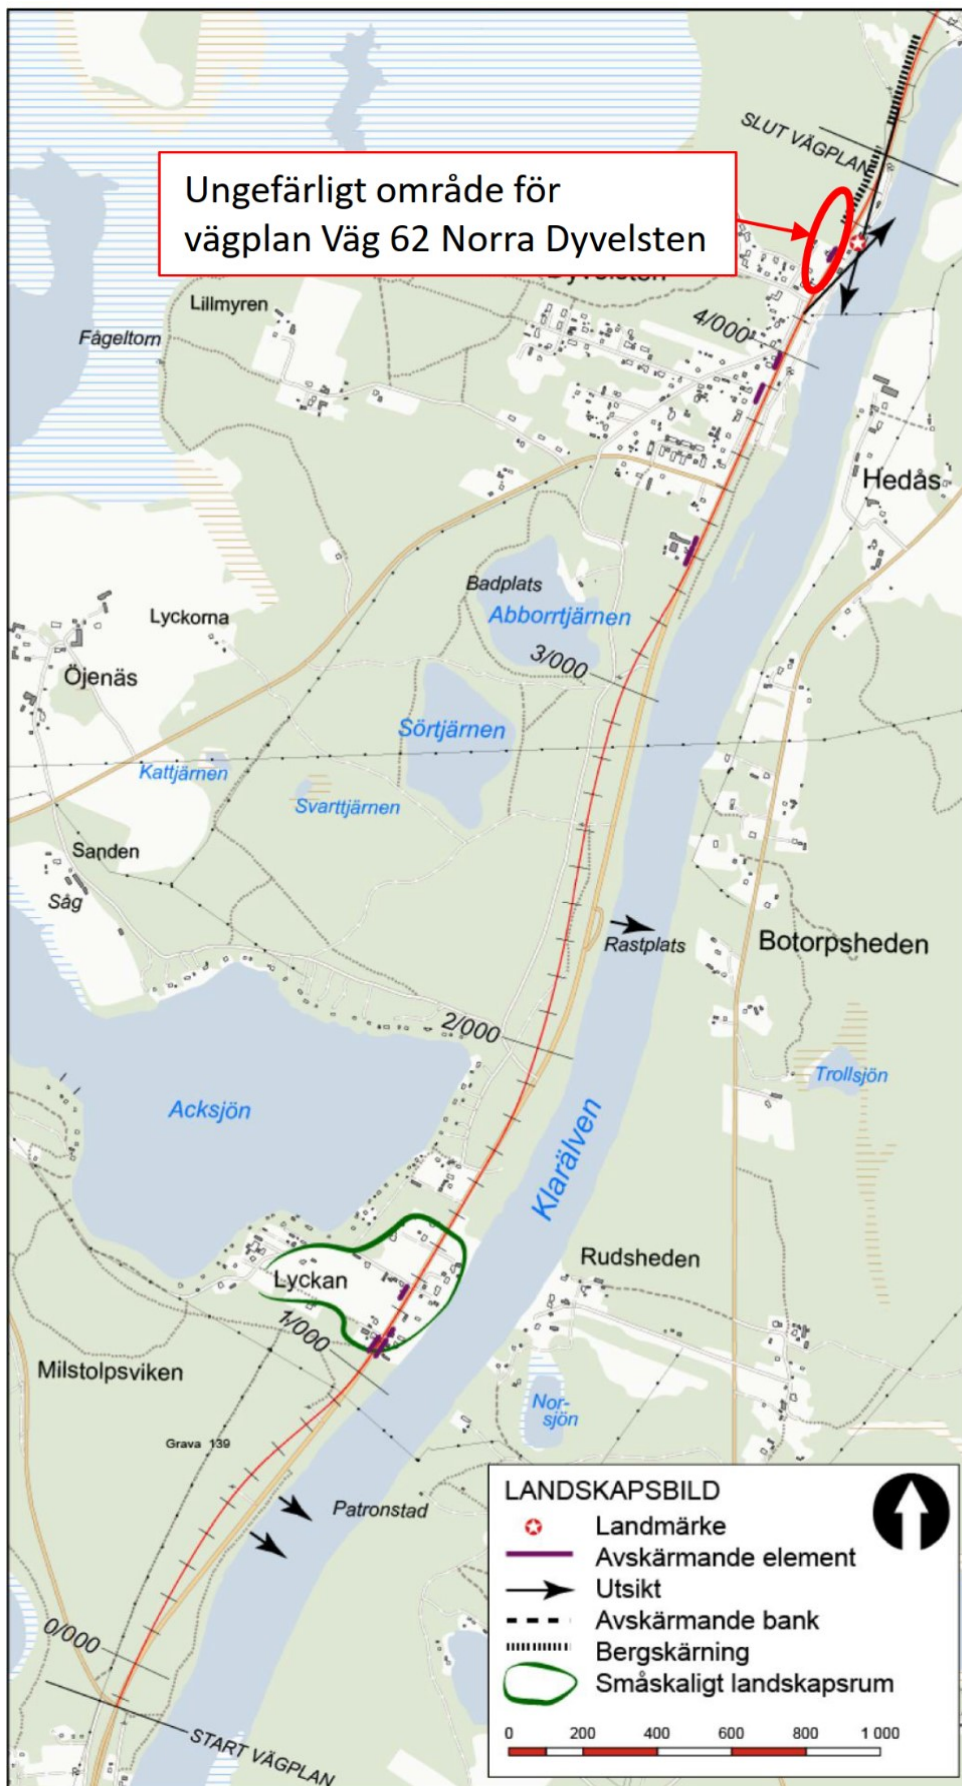 SLUT VÄGPLAN
Ungefärligt område för
vägplan Väg 62 Norra Dyvelsten
Dyvelsten
Lillmyren
Fågeltorn
4/000
Hedås
Badplats
Abborrtjärnen
Lyckorna
3/000
Öjenäs
Sörtjärnen
Kattjärnen
Svarttjärnen
Sanden
Såg
Rastplats
Botorpsheden
2/000
Trollsjön
Acksjön
Klarälven
Rudsheden
Lyckan
1/000
Milstolpsviken
Nor-
sjön
Grava 139
Patronstad
0/000
START VÄGPLAN
LANDSKAPSBILD
Landmärke
Avskärmande element
Utsikt
Avskärmande bank
Bergskärning
Småskaligt landskapsrum
0 200 400 600 800 1 000